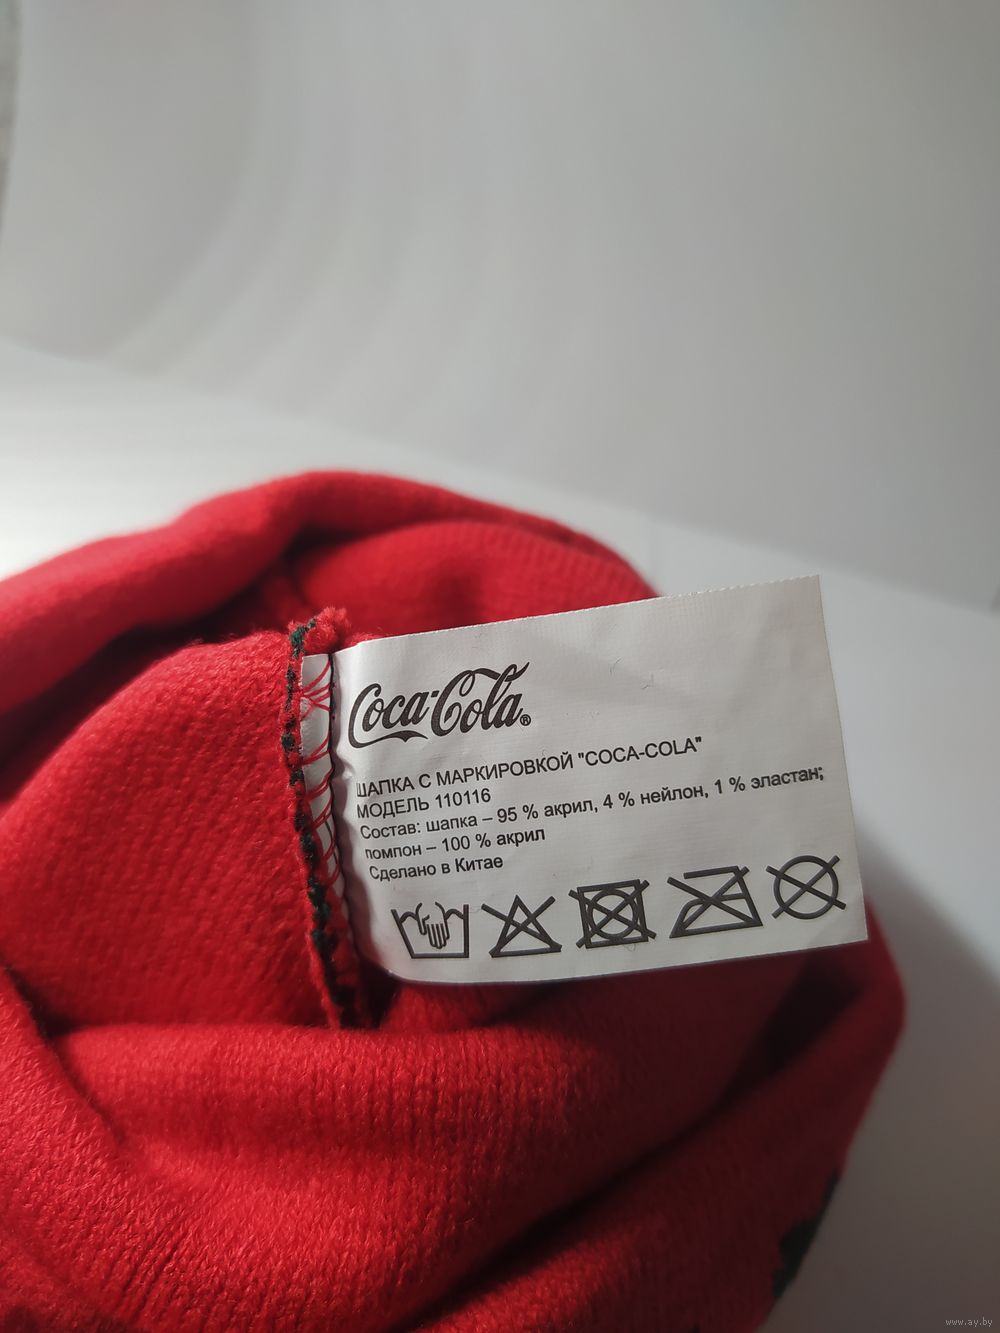 Coca-Cola®
ШАПКА С МАРКИРОВКОЙ "COCA-COLA"
МОДЕЛЬ 110116
Состав: шапка – 95 % акрил, 4 % нейлон, 1 % эластан;
помпон – 100 % акрил
Сделано в Китае
www.ay.by